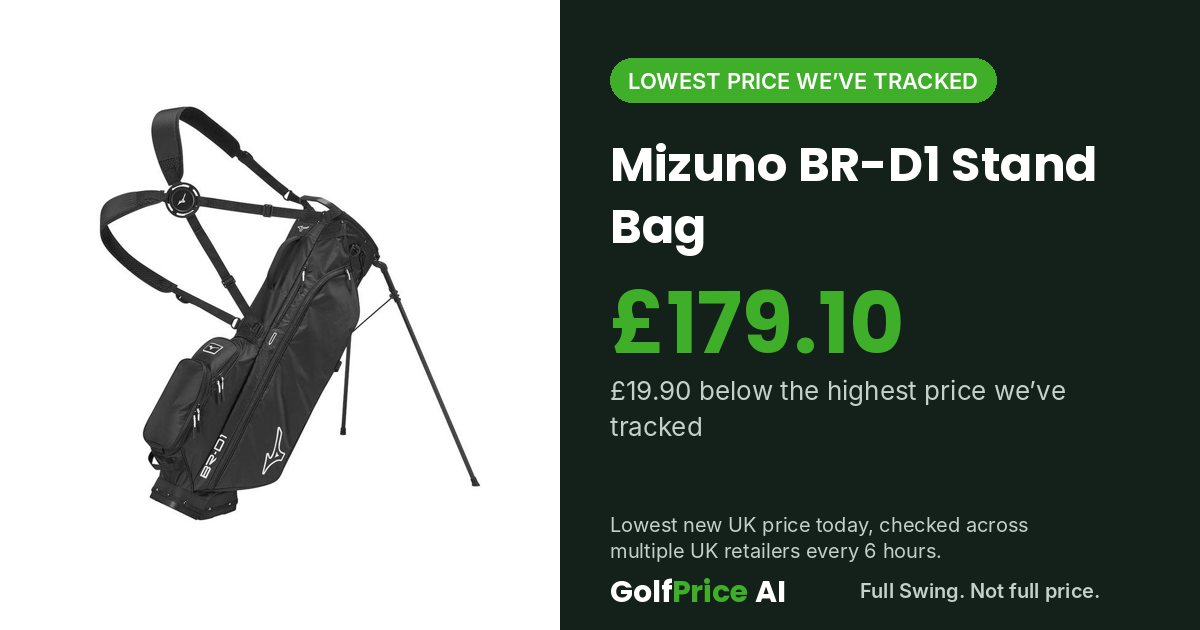 BR-D1
LOWEST PRICE WE’VE TRACKED
Mizuno BR-D1 Stand
Bag
£179.10
£19.90 below the highest price we’ve
tracked
Lowest new UK price today, checked across
multiple UK retailers every 6 hours.
GolfPrice AI
Full Swing. Not full price.